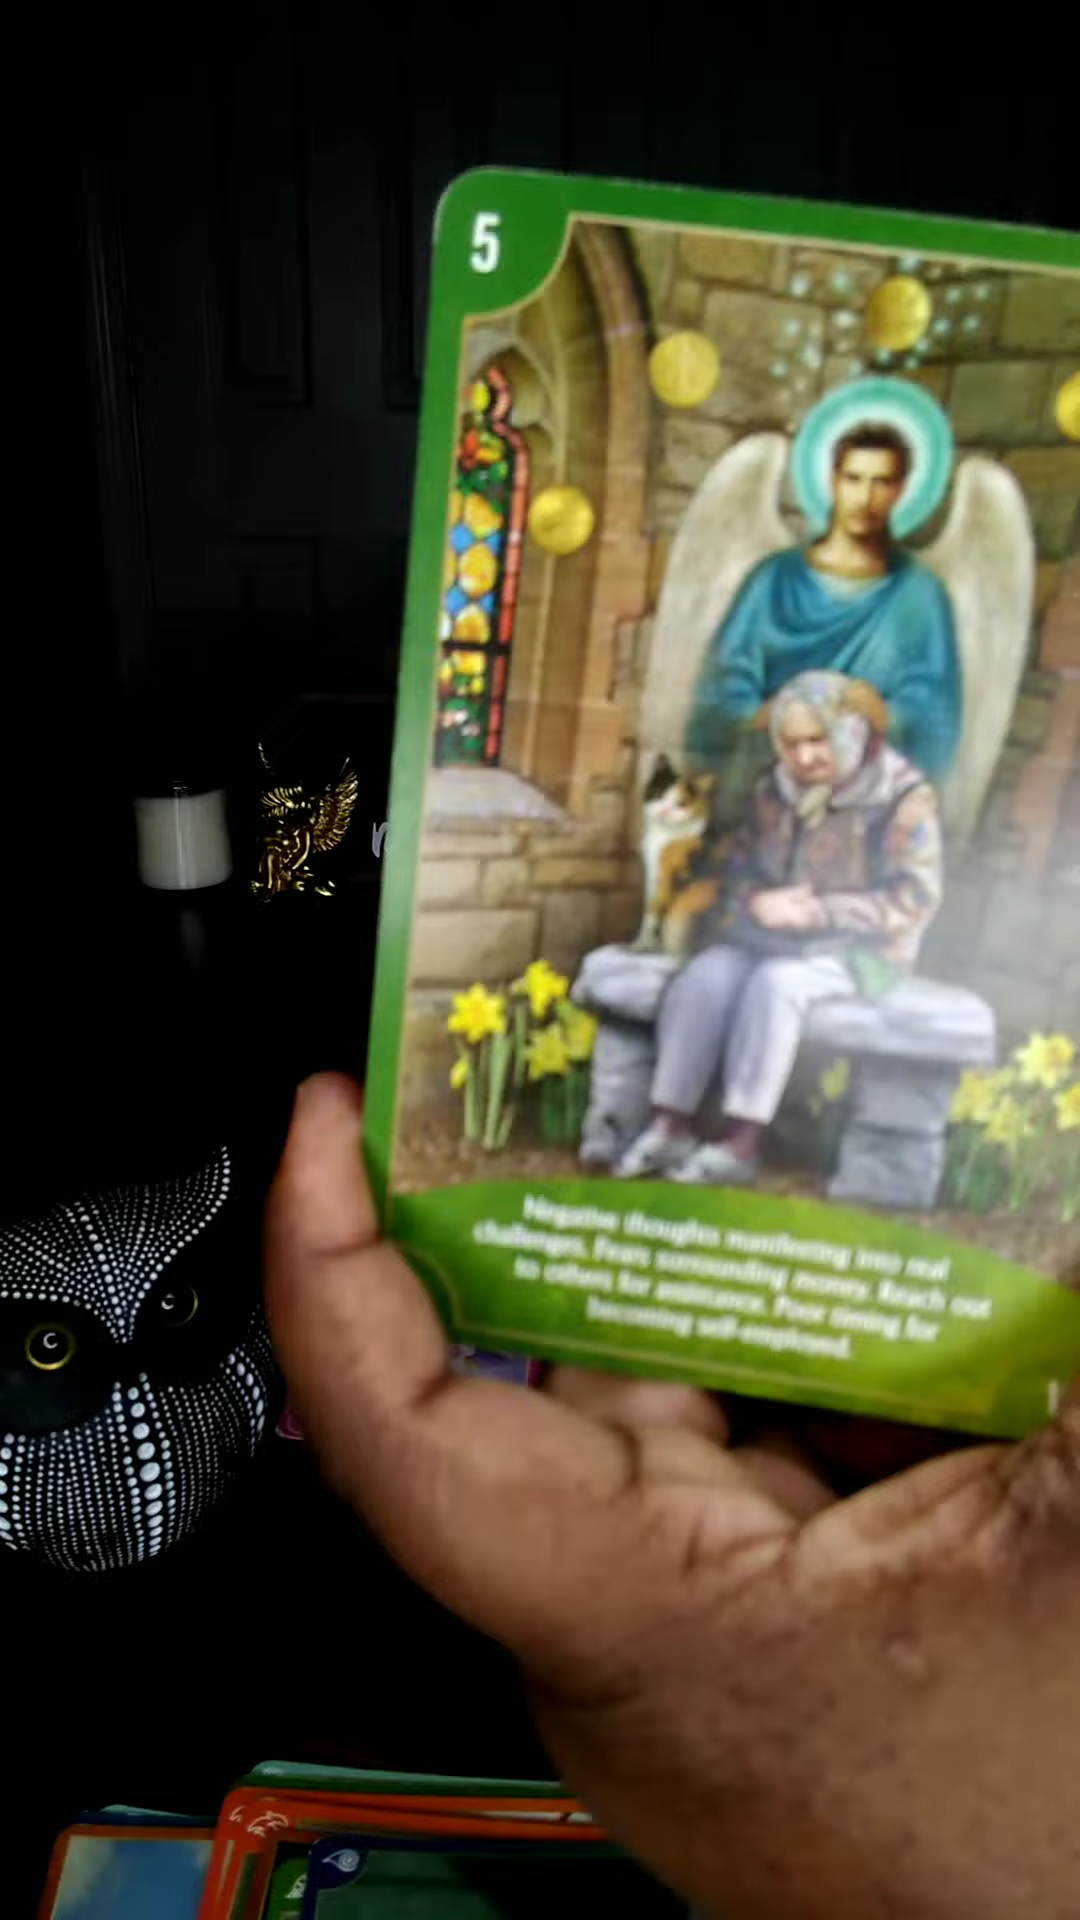 5
Negative thoughts manifesting into real
challenges. Fears surrounding money. Reach out
to others for assistance. Poor timing for
becoming self-employed.